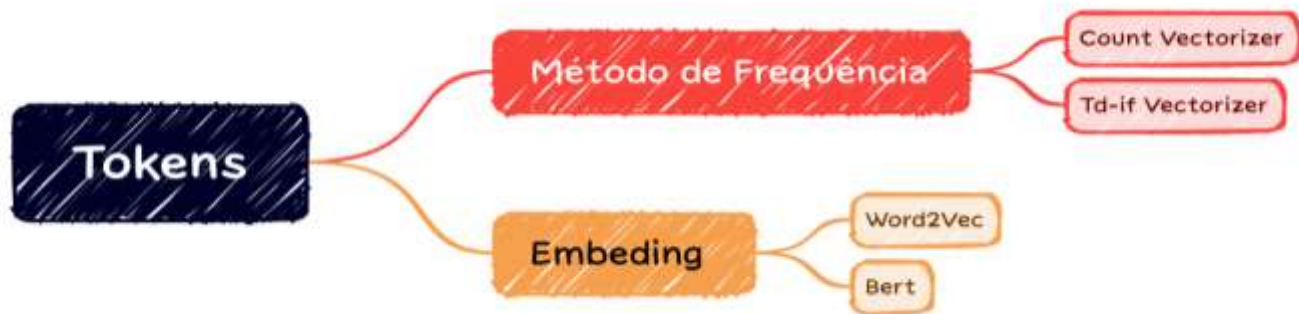 Tokens
Método de Frequência
Count Vectorizer
Td-if Vectorizer
Embeding
Word2Vec
Bert